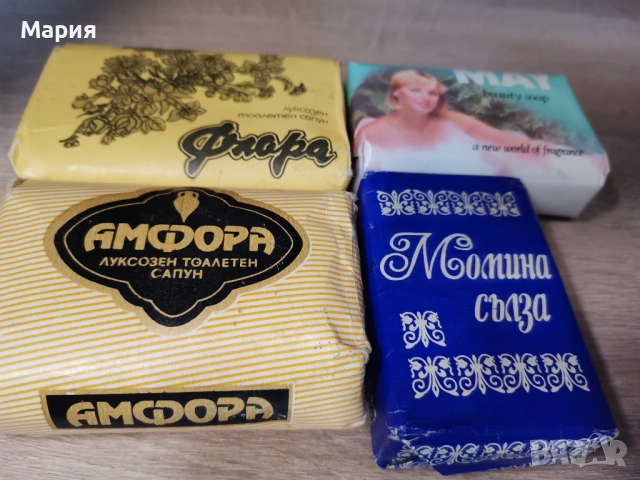 Мария
луксозен
тоалетен сапун
Флора
MAY
beauty soap
a new world of fragrance
АМФОРА
ЛУКСОЗЕН ТОАЛЕТЕН
САПУН
АМФОРА
Момина
сълза
BAZAR